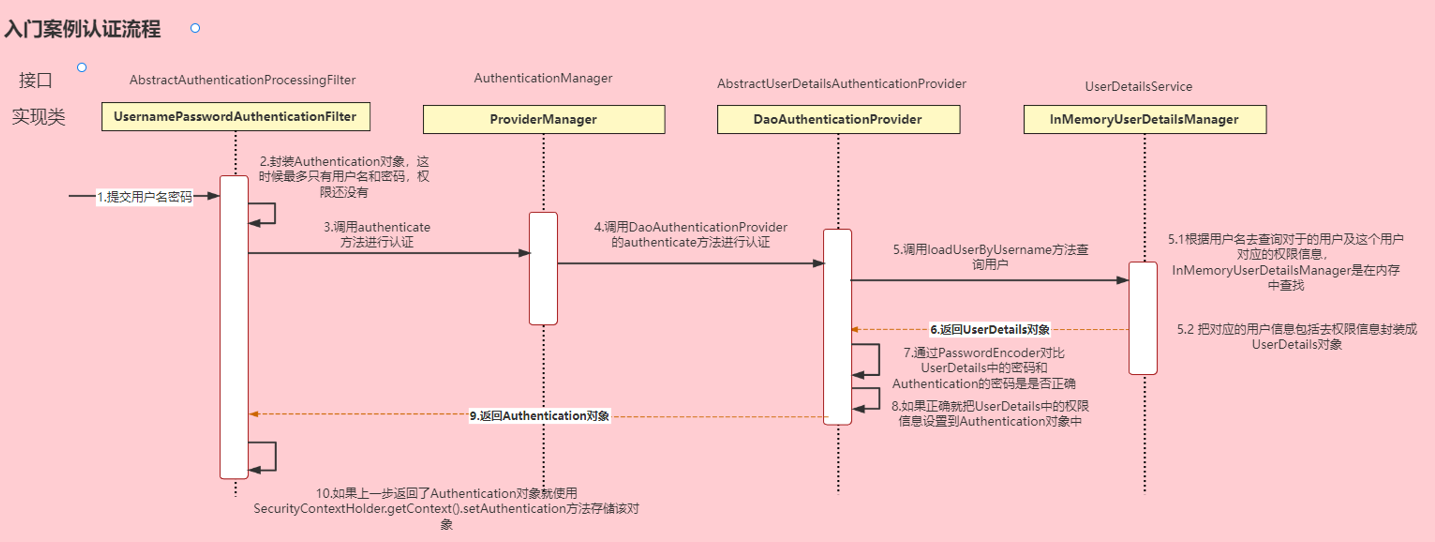 入门案例认证流程
接口
AbstractAuthenticationProcessingFilter
AuthenticationManager
AbstractUserDetailsAuthenticationProvider
UserDetailsService
实现类
UsernamePasswordAuthenticationFilter
ProviderManager
DaoAuthenticationProvider
InMemoryUserDetailsManager
1.提交用户名密码
2.封装Authentication对象，这
时候最多只有用户名和密码，权
限还没有
3.调用authenticate
方法进行认证
4.调用DaoAuthenticationProvider
的authenticate方法进行认证
5.调用loadUserByUsername方法查
询用户
5.1根据用户名去查询对于的用户及这个用户
对应的权限信息，
InMemoryUserDetailsManager是在内存
中查找
5.2 把对应的用户信息包括去权限信息封装成
UserDetails对象
6.返回UserDetails对象
7.通过PasswordEncoder对比
UserDetails中的密码和
Authentication的密码是是否正确
8.如果正确就把UserDetails中的权限
信息设置到Authentication对象中
9.返回Authentication对象
10.如果上一步返回了Authentication对象就使用
SecurityContextHolder.getContext().setAuthentication方法存储该对
象